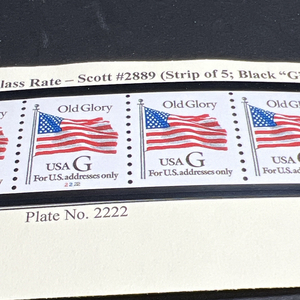 lass Rate – Scott #2889 (Strip of 5; Black “G
Old Glory
USA G
For U.S. addresses only
2222
Old Glory
USA G
For U.S. addresses only
Old Glory
USA G
For U.S. addresses only
Plate No. 2222